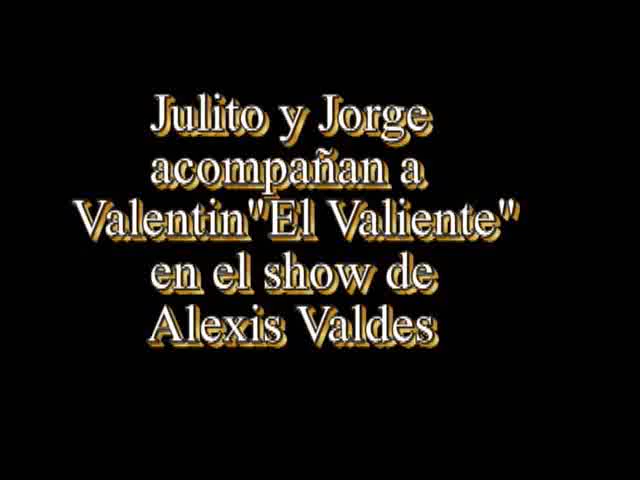 Julito y Jorge
acompañan a
Valentin"El Valiente"
en el show de
Alexis Valdes